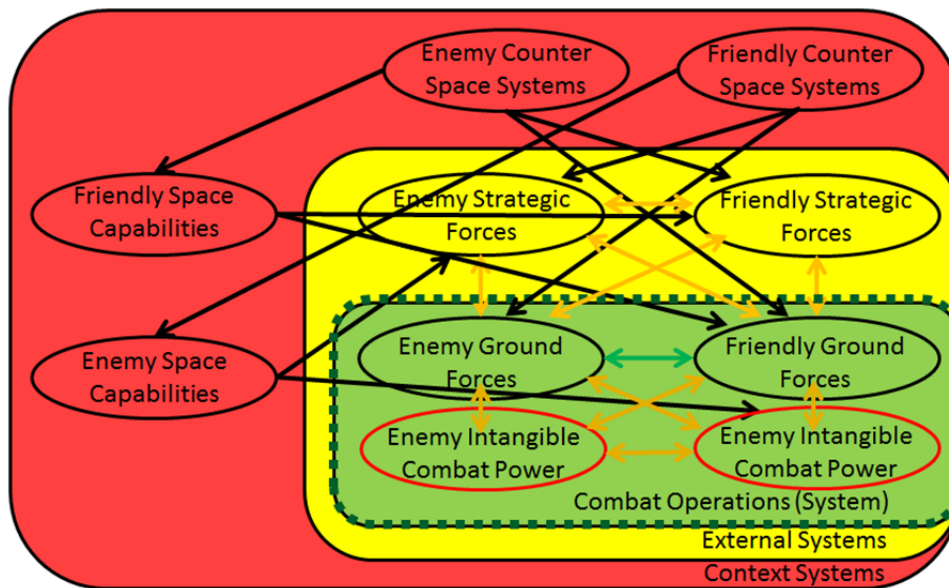 Enemy Counter
Space Systems
Friendly Counter
Space Systems
Friendly Space
Capabilities
Enemy Strategic
Forces
Friendly Strategic
Forces
Enemy Space
Capabilities
Enemy Ground
Forces
Friendly Ground
Forces
Enemy Intangible
Combat Power
Enemy Intangible
Combat Power
Combat Operations (System)
External Systems
Context Systems